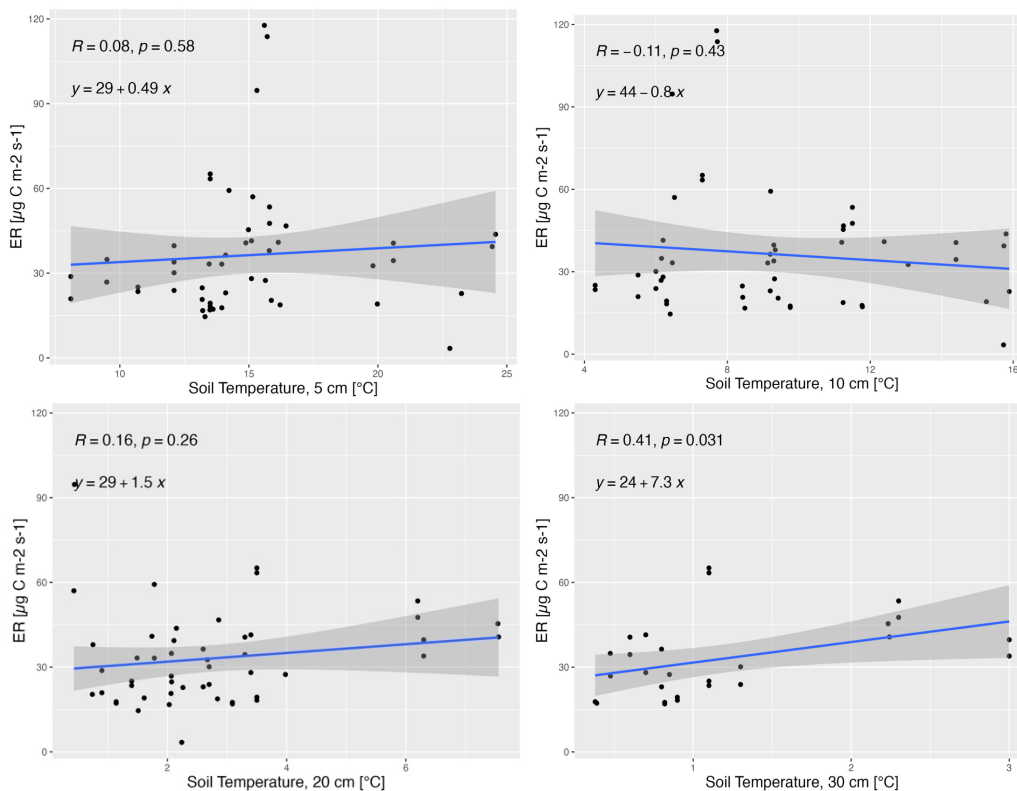 120
R = 0.08, p = 0.58
y = 29 + 0.49 x
90
60
30
0
ER [µg C m-2 s-1]
10 15 20 25
Soil Temperature, 5 cm [°C]
120
R = −0.11, p = 0.43
y = 44 − 0.8 x
90
60
30
0
ER [µg C m-2 s-1]
4 8 12 16
Soil Temperature, 10 cm [°C]
120
R = 0.16, p = 0.26
y = 29 + 1.5 x
90
60
30
0
ER [µg C m-2 s-1]
2 4 6
Soil Temperature, 20 cm [°C]
120
R = 0.41, p = 0.031
y = 24 + 7.3 x
90
60
30
0
ER [µg C m-2 s-1]
1 2 3
Soil Temperature, 30 cm [°C]